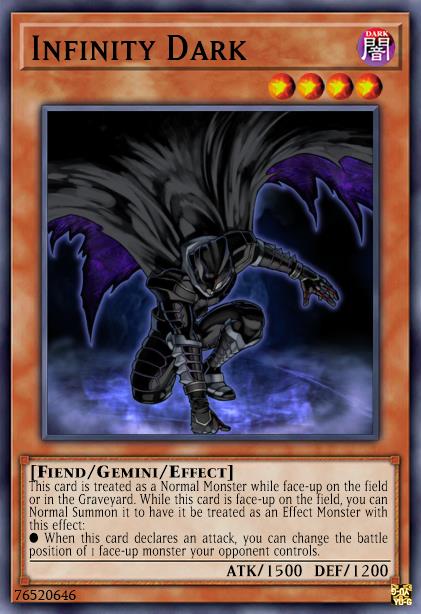 INFINITY DARK
DARK
闇
[FIEND/GEMINI/EFFECT]
This card is treated as a Normal Monster while face-up on the field
or in the Graveyard. While this card is face-up on the field, you can
Normal Summon it to have it be treated as an Effect Monster with
this effect:
● When this card declares an attack, you can change the battle
position of 1 face-up monster your opponent controls.
ATK/1500 DEF/1200
76520646